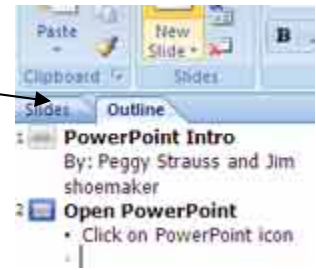 Paste
New
Slide
B
Clipboard
Slides
Slides
Outline
1 PowerPoint Intro
By: Peggy Strauss and Jim
shoemaker
2 Open PowerPoint
• Click on PowerPoint icon